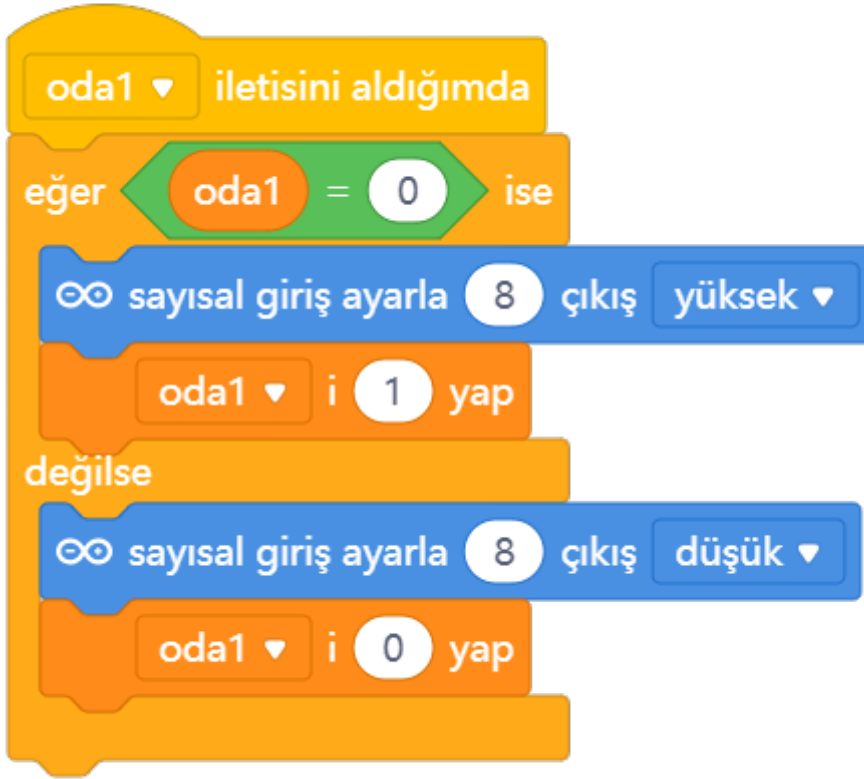 oda1 iletisini aldığımda
eğer oda1 = 0 ise
sayısal giriş ayarla 8 çıkış yüksek
oda1 i 1 yap
değilse
sayısal giriş ayarla 8 çıkış düşük
oda1 i 0 yap